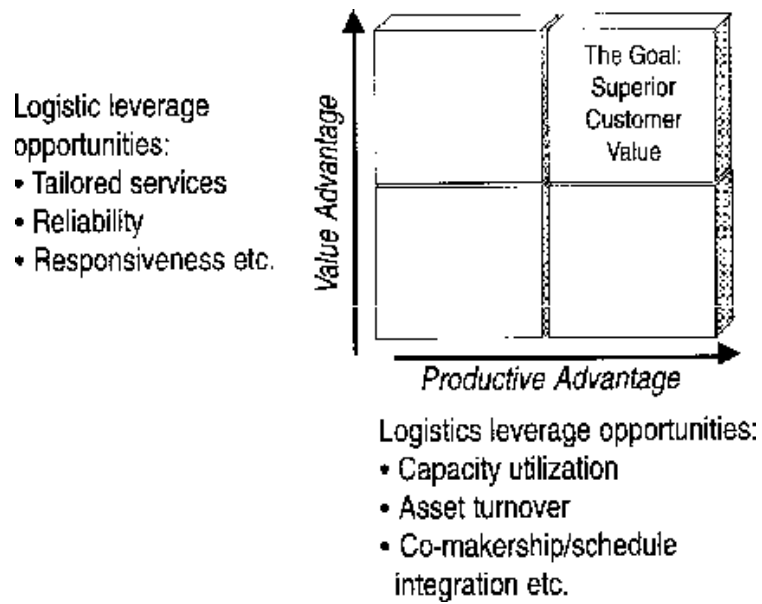 The Goal:
Superior
Customer
Value
Logistic leverage
opportunities:
• Tailored services
• Reliability
• Responsiveness etc.
Value Advantage
Productive Advantage
Logistics leverage opportunities:
• Capacity utilization
• Asset turnover
• Co-makership/schedule
integration etc.